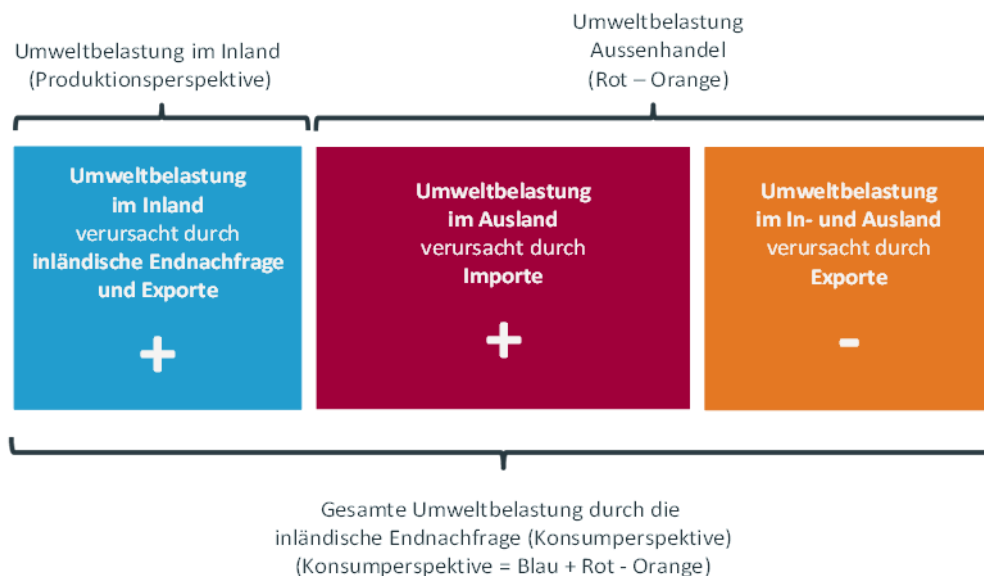 Umweltbelastung im Inland
(Produktionsperspektive)
Umweltbelastung
Aussenhandel
(Rot – Orange)
Umweltbelastung
im Inland
verursacht durch
inländische Endnachfrage
und Exporte
+
Umweltbelastung
im Ausland
verursacht durch
Importe
+
Umweltbelastung
im In- und Ausland
verursacht durch
Exporte
-
Gesamte Umweltbelastung durch die
inländische Endnachfrage (Konsumperspektive)
(Konsumperspektive = Blau + Rot - Orange)